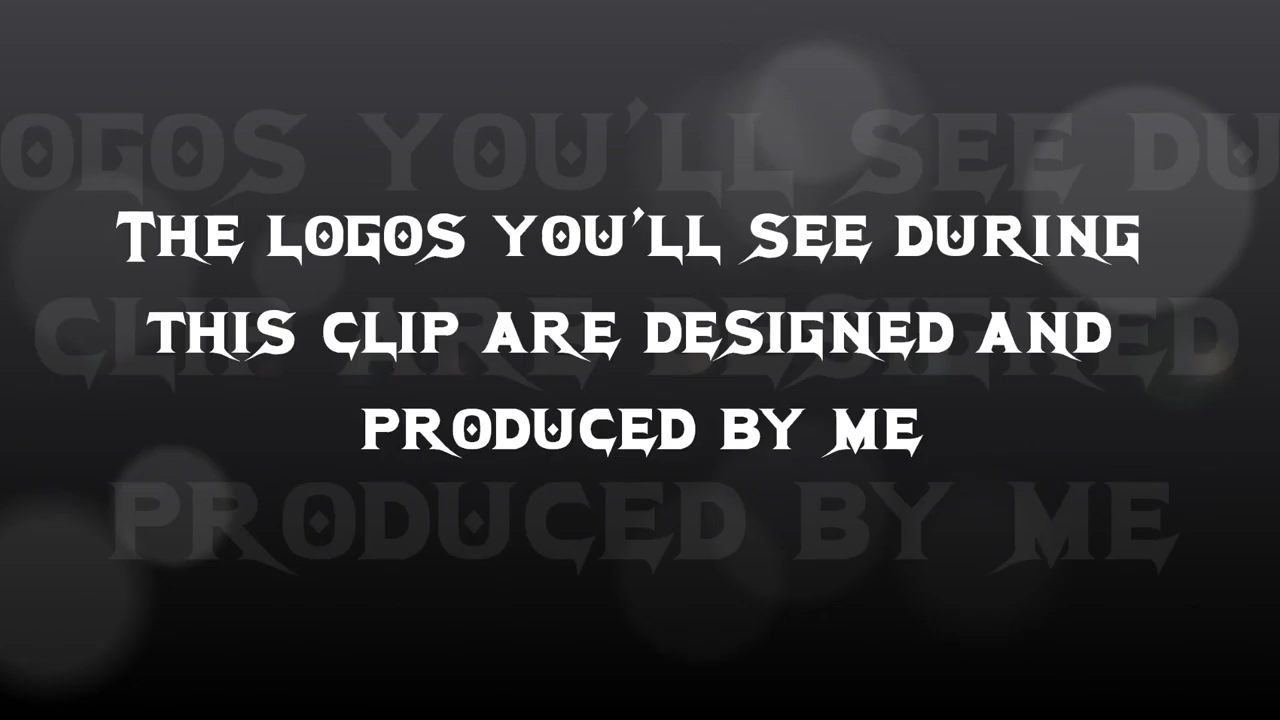 The logos you'll see during
this clip are designed and
produced by me